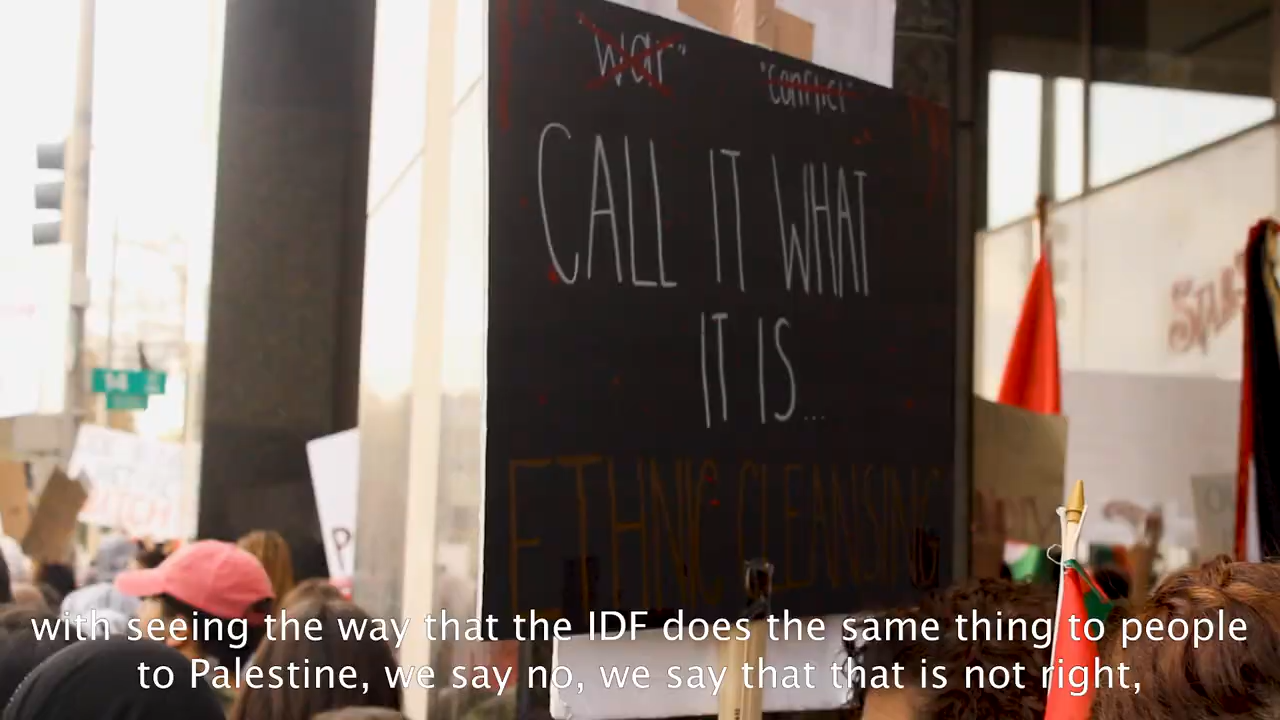 "war"
"conflict"
CALL IT WHAT
IT IS...
ETHNIC CLEANSING
with seeing the way that the IDF does the same thing to people
to Palestine, we say no, we say that that is not right,